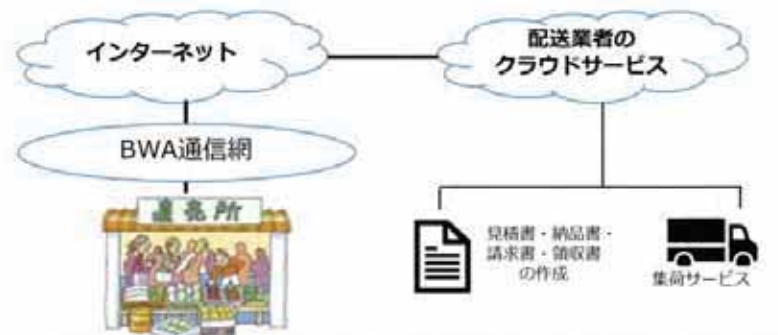 インターネット
配送業者の
クラウドサービス
BWA通信網
直売所
見積書・納品書・
請求書・領収書
の作成
集荷サービス